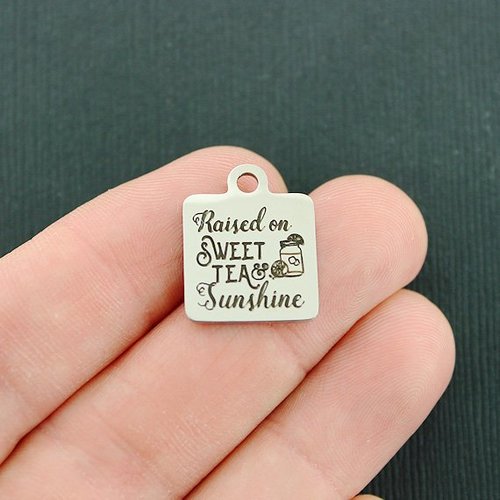 Raised on
SWEET
TEA &
Sunshine